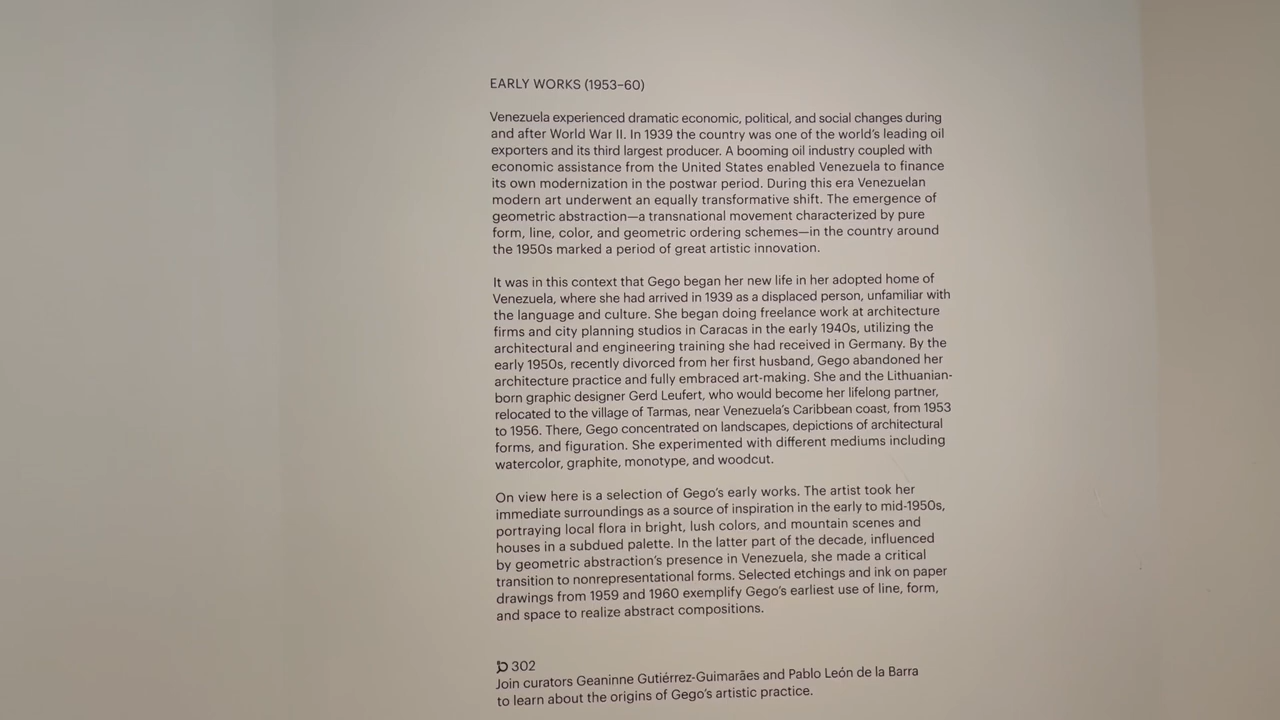 EARLY WORKS (1953–60)
Venezuela experienced dramatic economic, political, and social changes during
and after World War II. In 1939 the country was one of the world's leading oil
exporters and its third largest producer. A booming oil industry coupled with
economic assistance from the United States enabled Venezuela to finance
its own modernization in the postwar period. During this era Venezuelan
modern art underwent an equally transformative shift. The emergence of
geometric abstraction—a transnational movement characterized by pure
form, line, color, and geometric ordering schemes—in the country around
the 1950s marked a period of great artistic innovation.
It was in this context that Gego began her new life in her adopted home of
Venezuela, where she had arrived in 1939 as a displaced person, unfamiliar with
the language and culture. She began doing freelance work at architecture
firms and city planning studios in Caracas in the early 1940s, utilizing the
architectural and engineering training she had received in Germany. By the
early 1950s, recently divorced from her first husband, Gego abandoned her
architecture practice and fully embraced art-making. She and the Lithuanian-
born graphic designer Gerd Leufert, who would become her lifelong partner,
relocated to the village of Tarmas, near Venezuela's Caribbean coast, from 1953
to 1956. There, Gego concentrated on landscapes, depictions of architectural
forms, and figuration. She experimented with different mediums including
watercolor, graphite, monotype, and woodcut.
On view here is a selection of Gego's early works. The artist took her
immediate surroundings as a source of inspiration in the early to mid-1950s,
portraying local flora in bright, lush colors, and mountain scenes and
houses in a subdued palette. In the latter part of the decade, influenced
by geometric abstraction's presence in Venezuela, she made a critical
transition to nonrepresentational forms. Selected etchings and ink on paper
drawings from 1959 and 1960 exemplify Gego's earliest use of line, form,
and space to realize abstract compositions.
302
Join curators Geaninne Gutiérrez-Guimarães and Pablo León de la Barra
to learn about the origins of Gego's artistic practice.